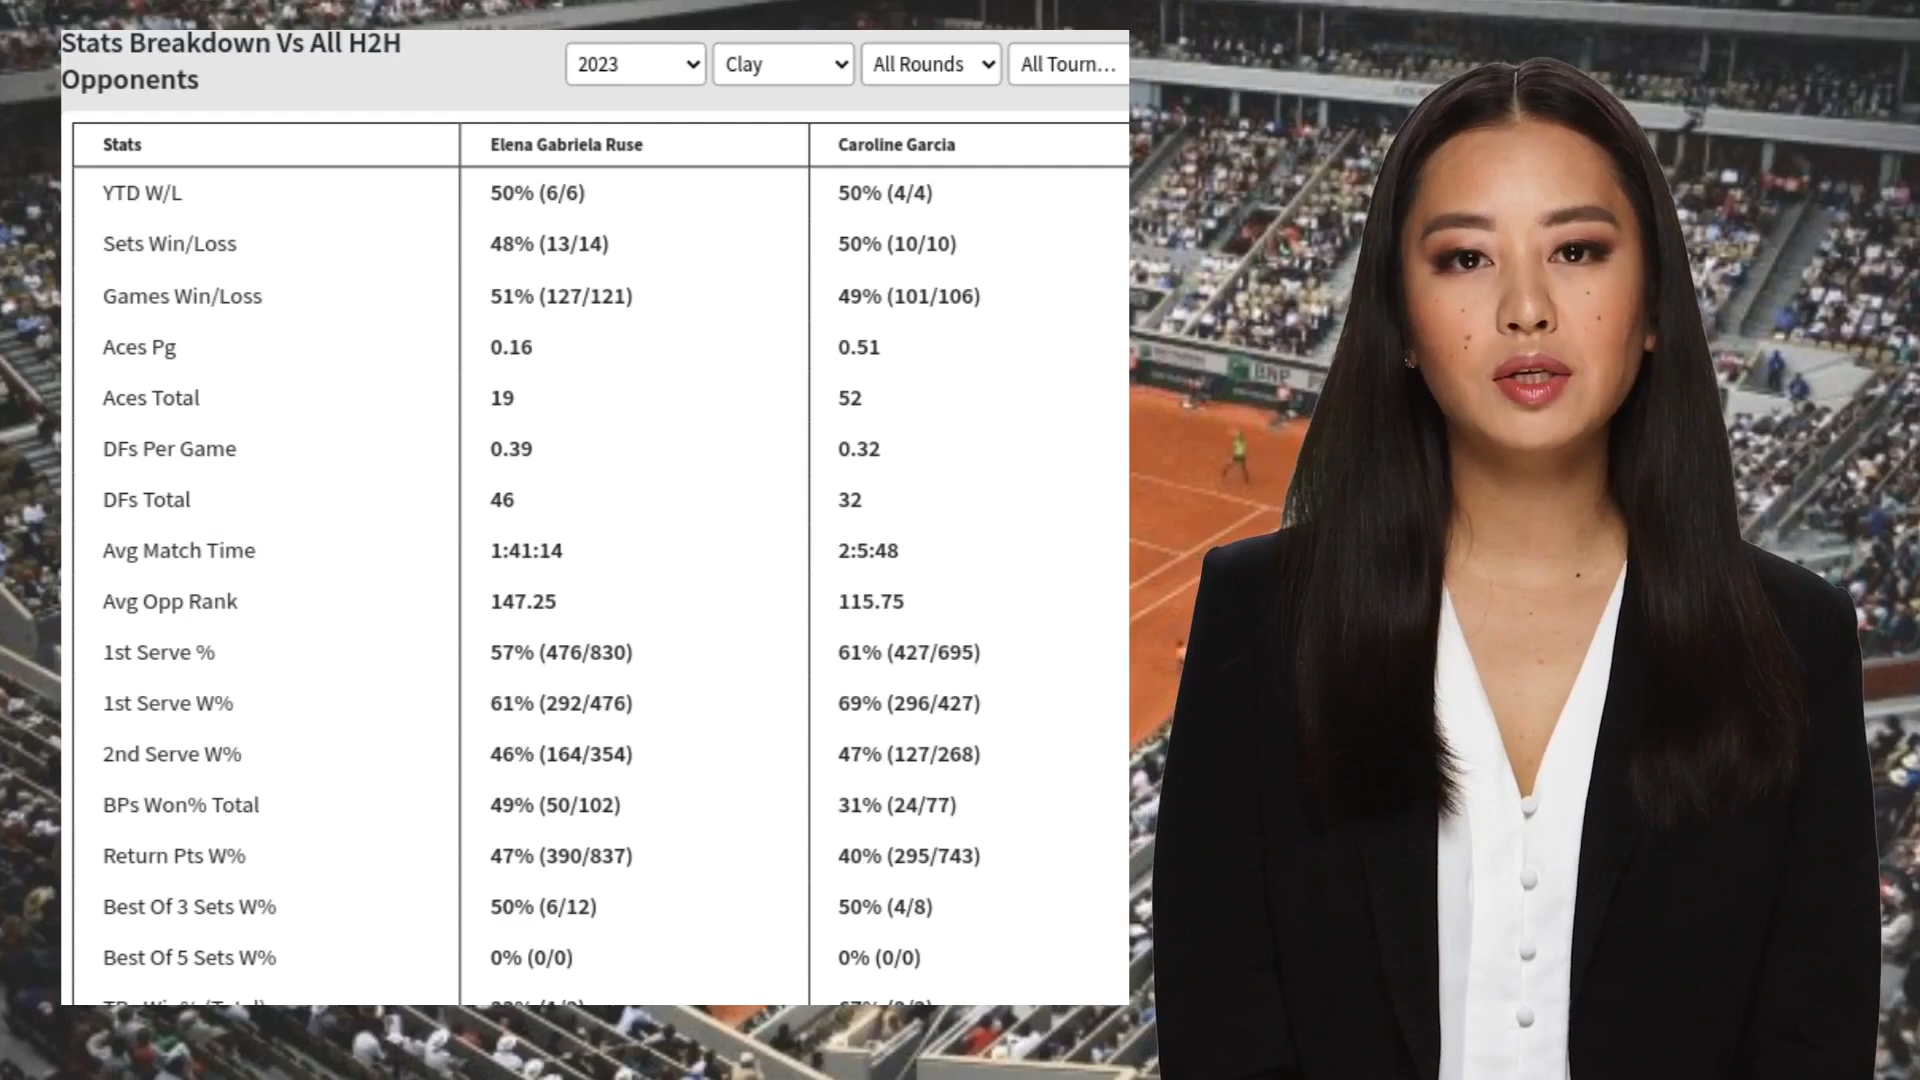 Stats Breakdown Vs All H2H
Opponents
2023
Clay
All Rounds
All Tourn...
Stats Elena Gabriela Ruse Caroline Garcia
YTD W/L 50% (6/6) 50% (4/4)
Sets Win/Loss 48% (13/14) 50% (10/10)
Games Win/Loss 51% (127/121) 49% (101/106)
Aces Pg 0.16 0.51
Aces Total 19 52
DFs Per Game 0.39 0.32
DFs Total 46 32
Avg Match Time 1:41:14 2:5:48
Avg Opp Rank 147.25 115.75
1st Serve % 57% (476/830) 61% (427/695)
1st Serve W% 61% (292/476) 69% (296/427)
2nd Serve W% 46% (164/354) 47% (127/268)
BPs Won% Total 49% (50/102) 31% (24/77)
Return Pts W% 47% (390/837) 40% (295/743)
Best Of 3 Sets W% 50% (6/12) 50% (4/8)
Best Of 5 Sets W% 0% (0/0) 0% (0/0)
BNP